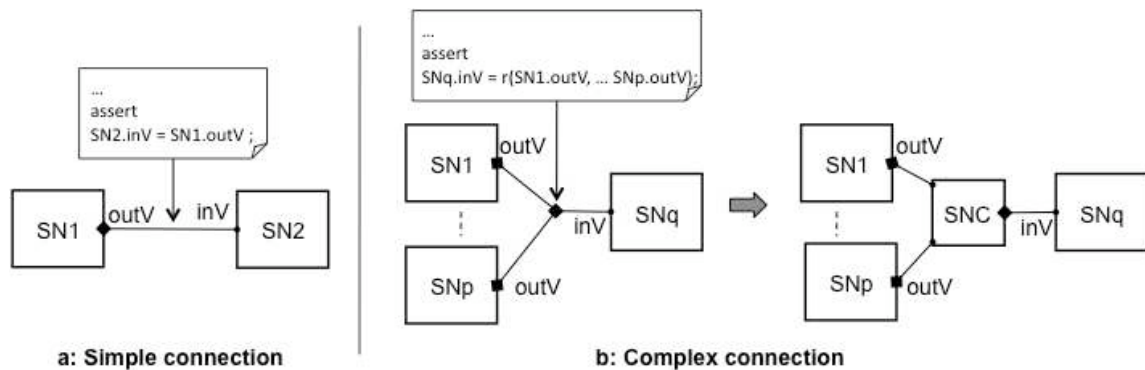 ...
assert
SN2.inV = SN1.outV ;
SN1
outV
inV
SN2
a: Simple connection
...
assert
SNq.inV = r(SN1.outV, ... SNp.outV);
SN1
outV
SNp
outV
inV
SNq
SN1
outV
SNp
outV
SNC
inV
SNq
b: Complex connection